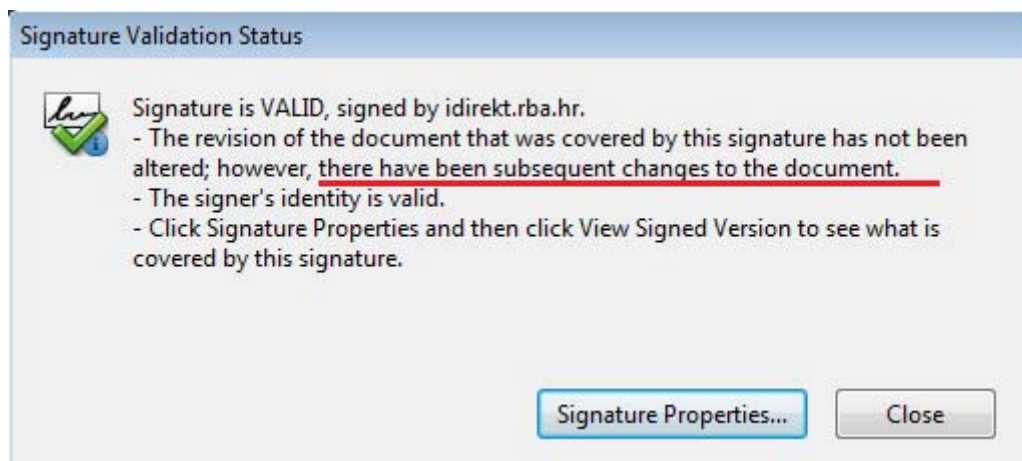 Signature Validation Status
Signature is VALID, signed by idirekt.rba.hr.
- The revision of the document that was covered by this signature has not been
altered; however, there have been subsequent changes to the document.
- The signer's identity is valid.
- Click Signature Properties and then click View Signed Version to see what is
covered by this signature.
Signature Properties...
Close